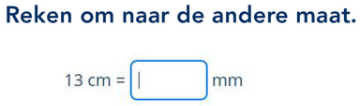 Reken om naar de andere maat.
13 cm = mm